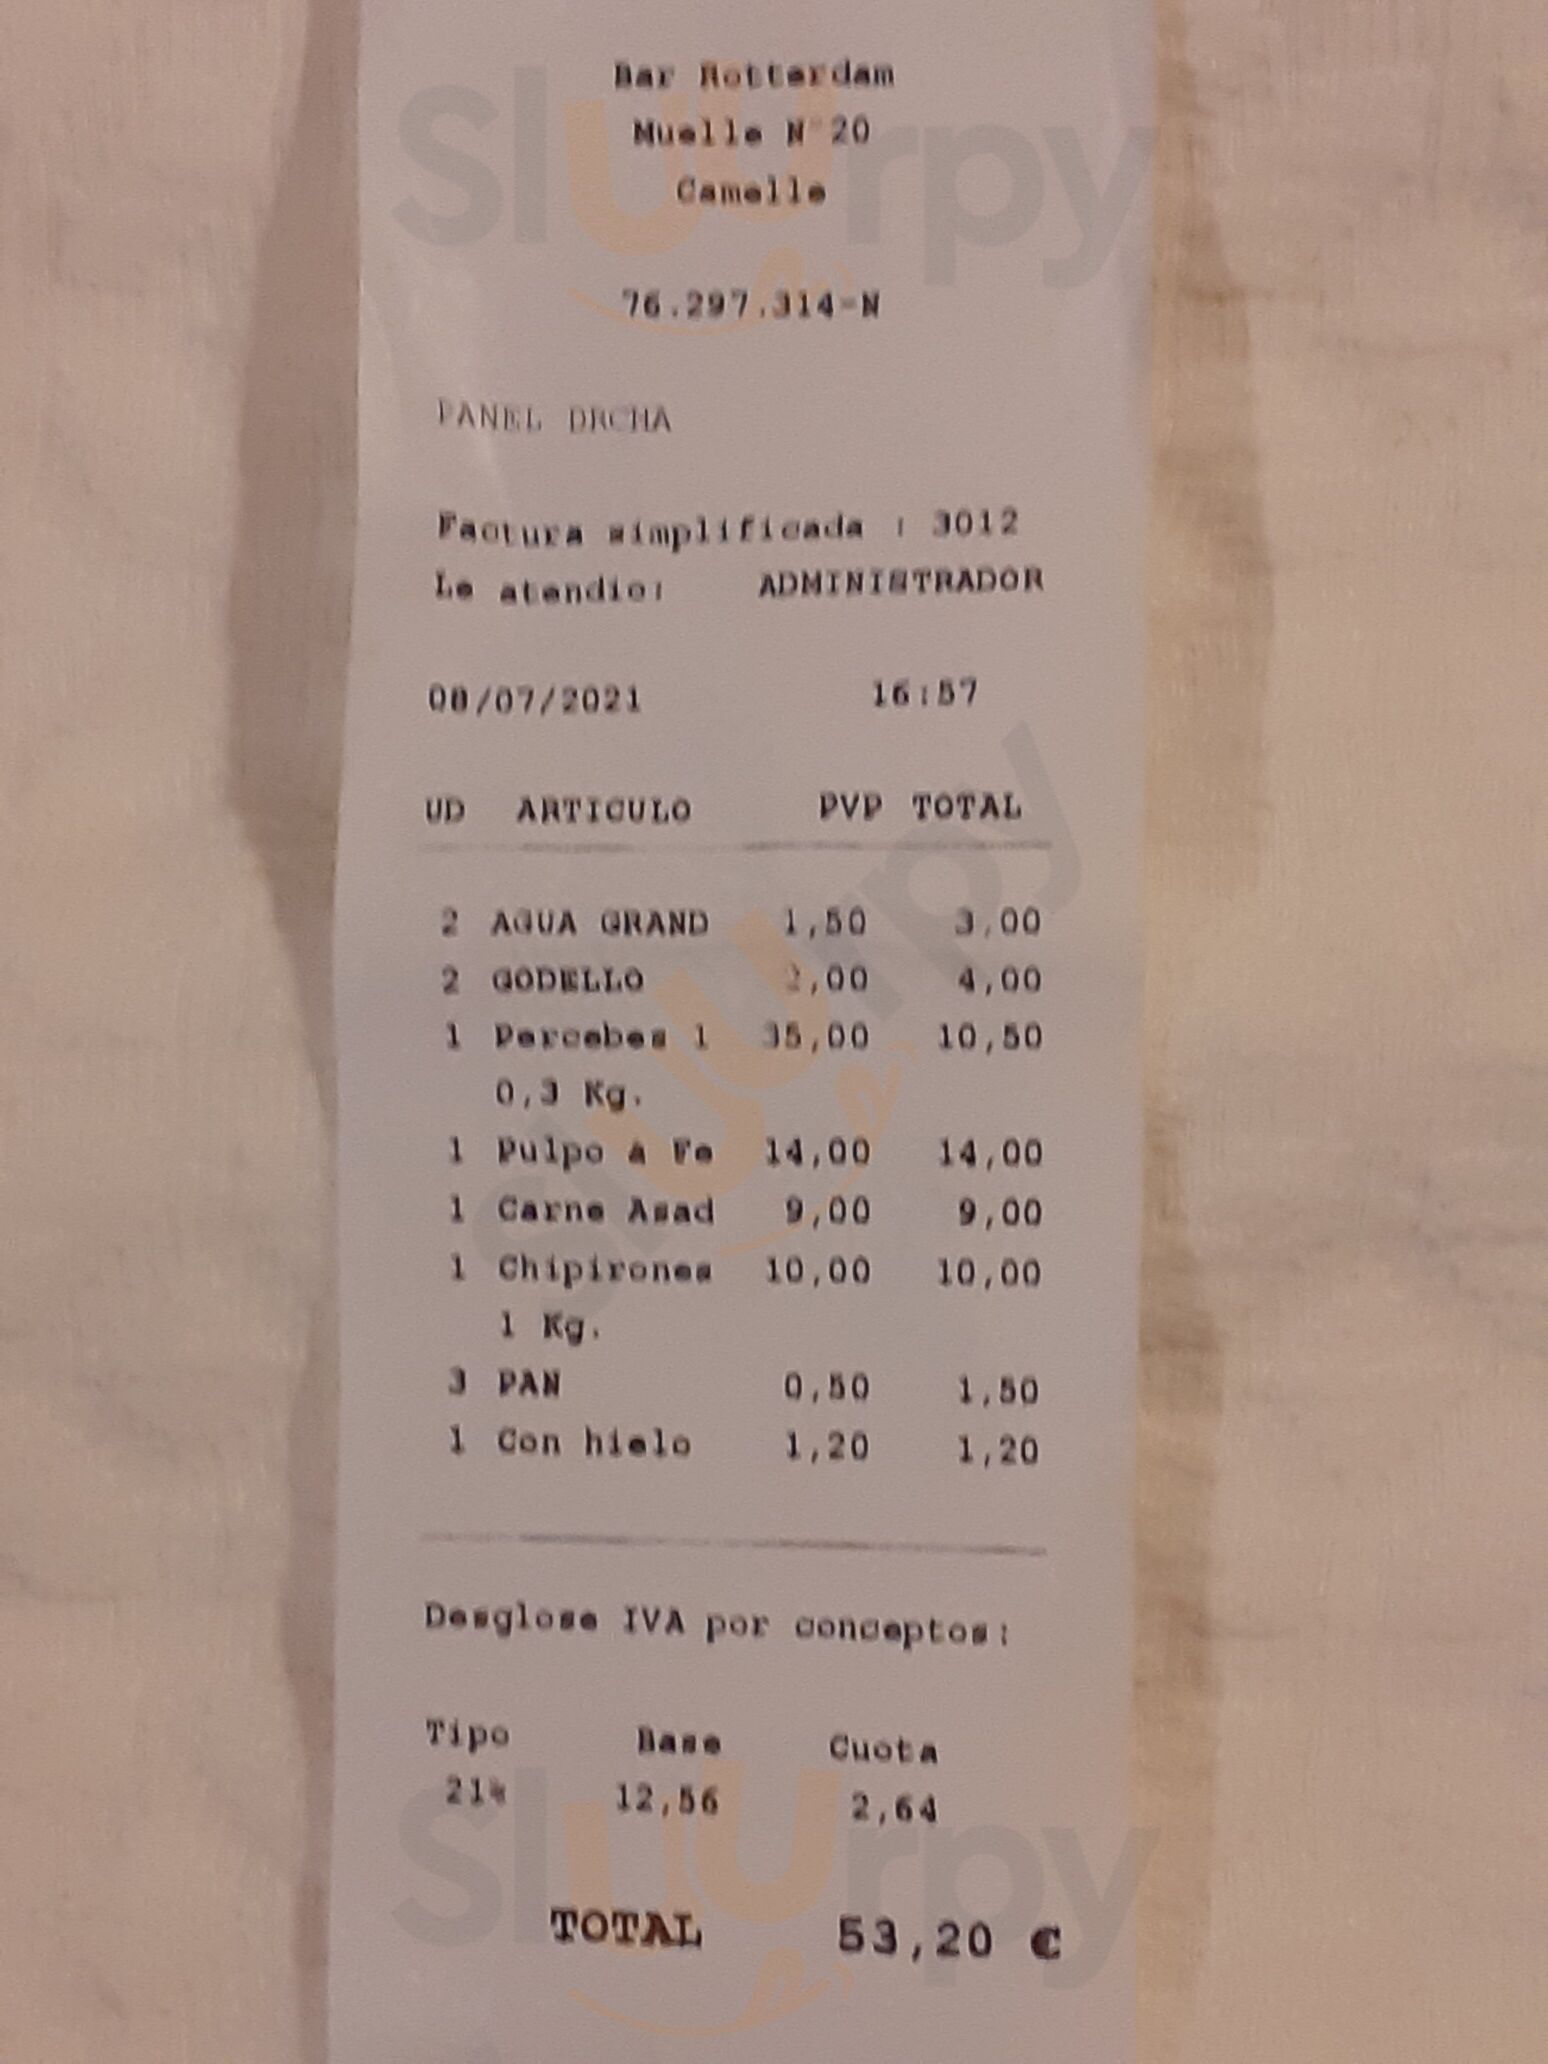 Bar Rotterdam
Muelle Nº 20
Camelle
76.297.314-N
PANEL DRCHA
Factura simplificada : 3012
Le atendio: ADMINISTRADOR
08/07/2021 16:57
UD ARTICULO PVP TOTAL
2 AGUA GRAND 1,50 3,00
2 GODELLO 2,00 4,00
1 Percebes 1 35,00 10,50
0,3 Kg.
1 Pulpo a Fe 14,00 14,00
1 Carne Asad 9,00 9,00
1 Chipirones 10,00 10,00
1 Kg.
3 PAN 0,50 1,50
1 Con hielo 1,20 1,20
Desglose IVA por conceptos:
Tipo Base Cuota
21% 12,56 2,64
TOTAL 53,20 €
Sluurpy
Sluurpy
Sluurpy